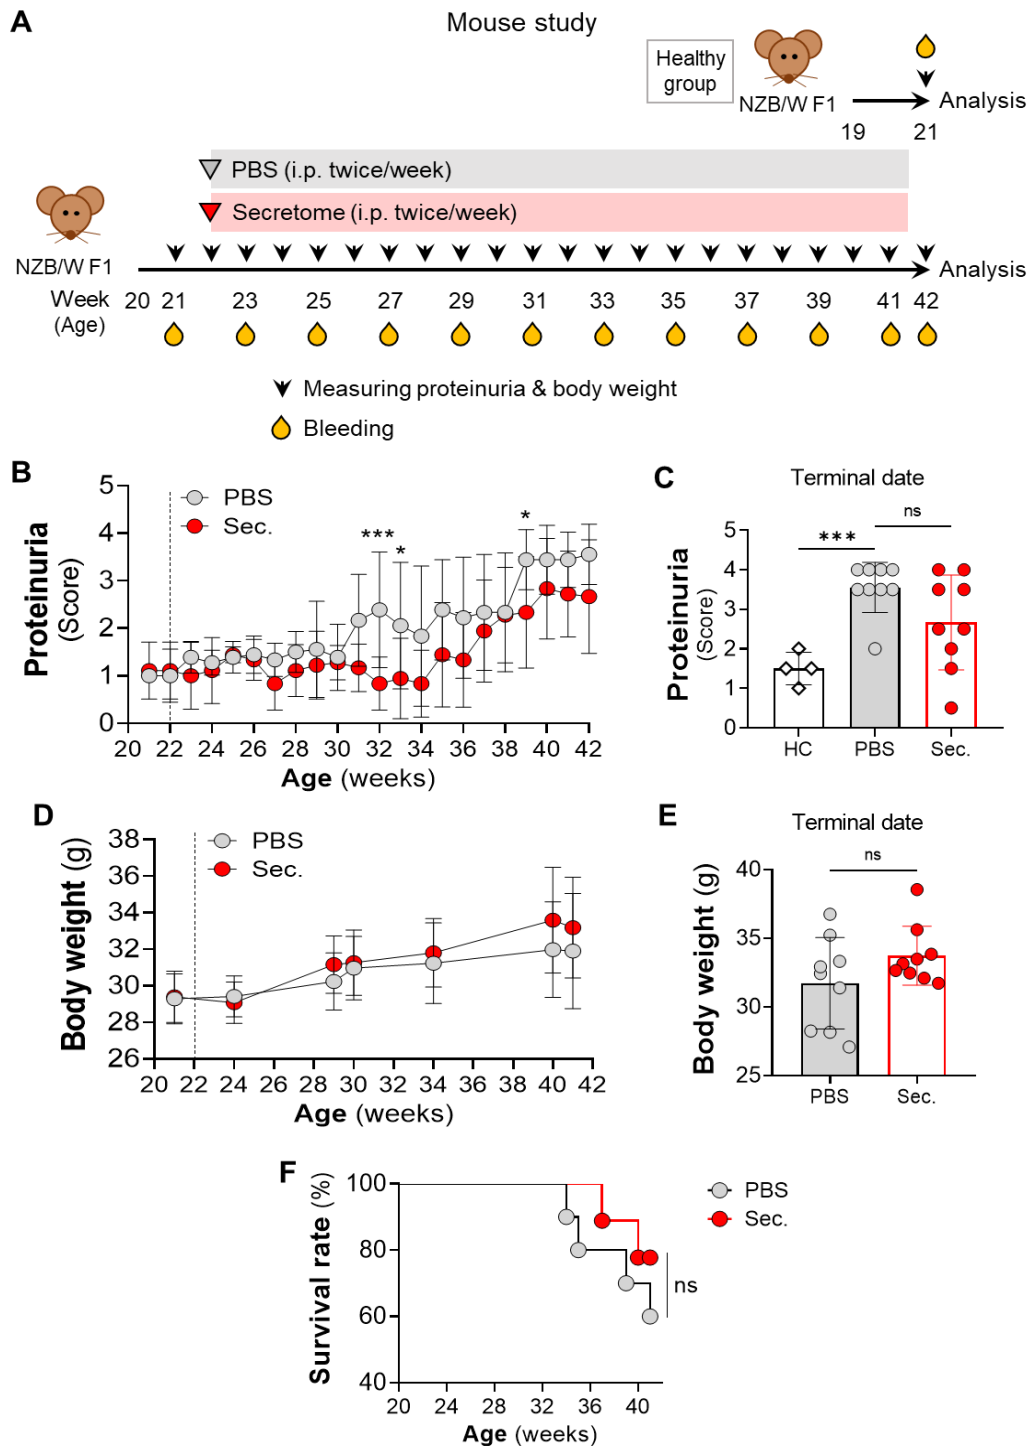 A
Mouse study
Healthy
group
NZB/W F1
Analysis
19
21
PBS (i.p. twice/week)
Secretome (i.p. twice/week)
NZB/W F1
Analysis
Week
(Age)
20 21 23 25 27 29 31 33 35 37 39 41 42
Measuring proteinuria & body weight
Bleeding
B
Proteinuria
(Score)
5
4
3
2
1
0
PBS
Sec.
***
*
*
20 22 24 26 28 30 32 34 36 38 40 42
Age (weeks)
C
Terminal date
ns
***
Proteinuria
(Score)
5
4
3
2
1
0
HC PBS Sec.
D
Body weight (g)
38
36
34
32
30
28
26
PBS
Sec.
20 22 24 26 28 30 32 34 36 38 40 42
Age (weeks)
E
Terminal date
ns
Body weight (g)
40
35
30
25
PBS Sec.
F
Survival rate (%)
100
80
60
40
PBS
Sec.
ns
20 24 28 32 36 40
Age (weeks)